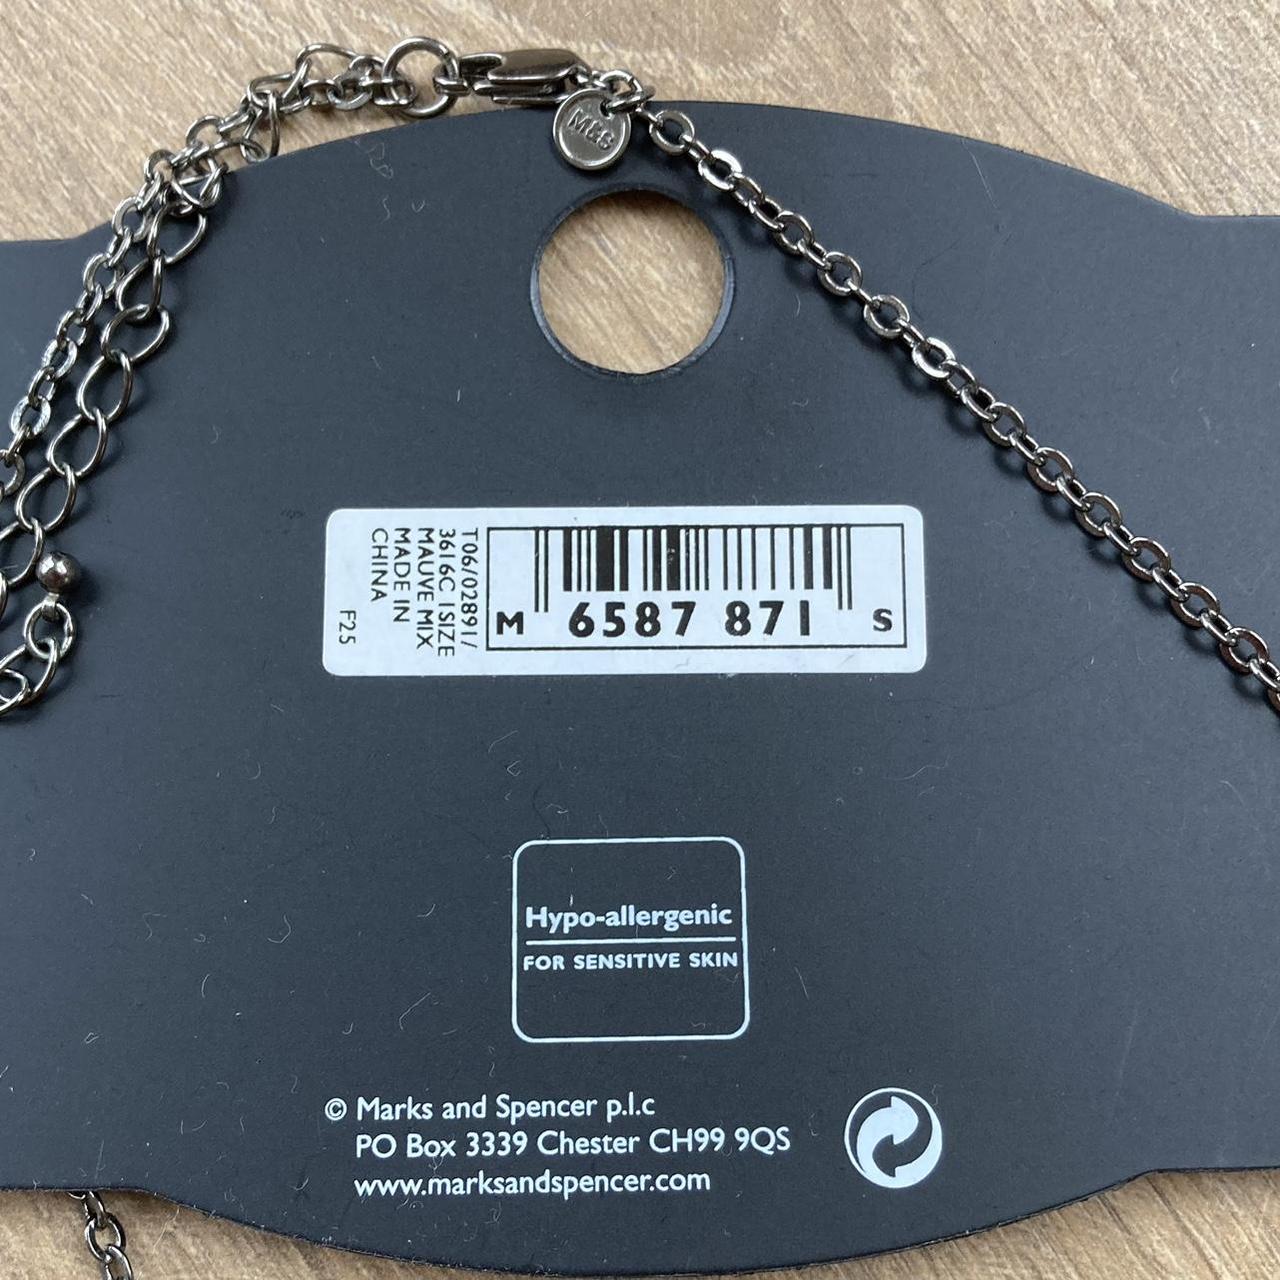 M&S
T06/02891/
3616C 1SIZE
MAUVE MIX
MADE IN
CHINA
F25
M 6587 871 S
Hypo-allergenic
FOR SENSITIVE SKIN
© Marks and Spencer p.l.c
PO Box 3339 Chester CH99 9QS
www.marksandspencer.com